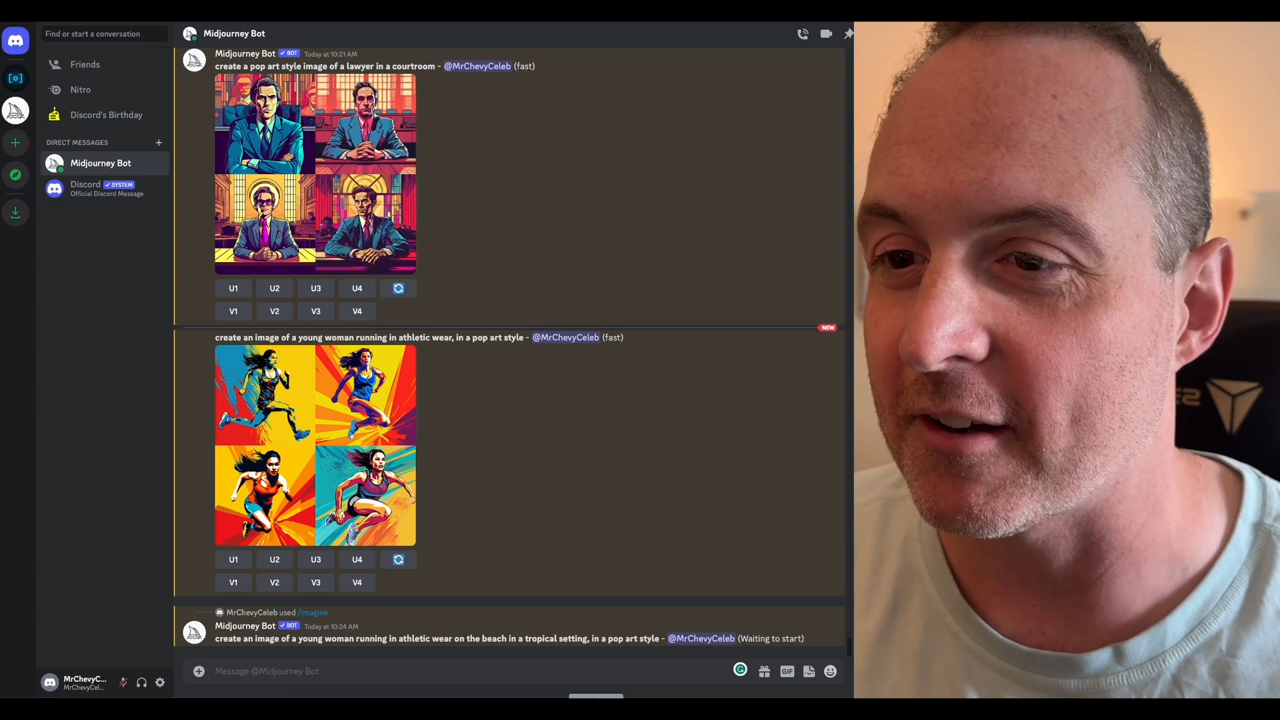 Find or start a conversation
Friends
Nitro
Discord's Birthday
DIRECT MESSAGES
Midjourney Bot
Discord ✓ SYSTEM
Official Discord Message
MrChevyC...
MrChevyCel...
Midjourney Bot
Midjourney Bot ✓ BOT Today at 10:21 AM
create a pop art style image of a lawyer in a courtroom - @MrChevyCeleb (fast)
U1 U2 U3 U4
V1 V2 V3 V4
NEW
create an image of a young woman running in athletic wear, in a pop art style - @MrChevyCeleb (fast)
U1 U2 U3 U4
V1 V2 V3 V4
MrChevyCeleb used /imagine
Midjourney Bot ✓ BOT Today at 10:24 AM
create an image of a young woman running in athletic wear on the beach in a tropical setting, in a pop art style - @MrChevyCeleb (Waiting to start)
Message @Midjourney Bot
GIF